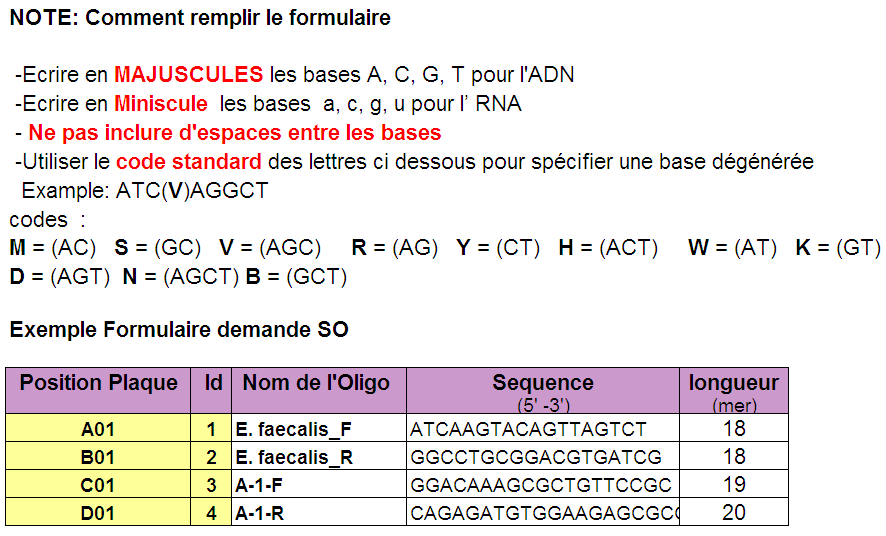 NOTE: Comment remplir le formulaire
-Ecrire en MAJUSCULES les bases A, C, G, T pour l'ADN
-Ecrire en Miniscule les bases a, c, g, u pour l’ RNA
- Ne pas inclure d'espaces entre les bases
-Utiliser le code standard des lettres ci dessous pour spécifier une base dégénérée
Example: ATC(V)AGGCT
codes :
M = (AC) S = (GC) V = (AGC) R = (AG) Y = (CT) H = (ACT) W = (AT) K = (GT)
D = (AGT) N = (AGCT) B = (GCT)
Exemple Formulaire demande SO
Position Plaque Id Nom de l'Oligo Sequence longueur
(5' -3') (mer)
A01 1 E. faecalis_F ATCAAGTACAGTTAGTCT 18
B01 2 E. faecalis_R GGCCTGCGGACGTGATCG 18
C01 3 A-1-F GGACAAAGCGCTGTTCCGC 19
D01 4 A-1-R 20